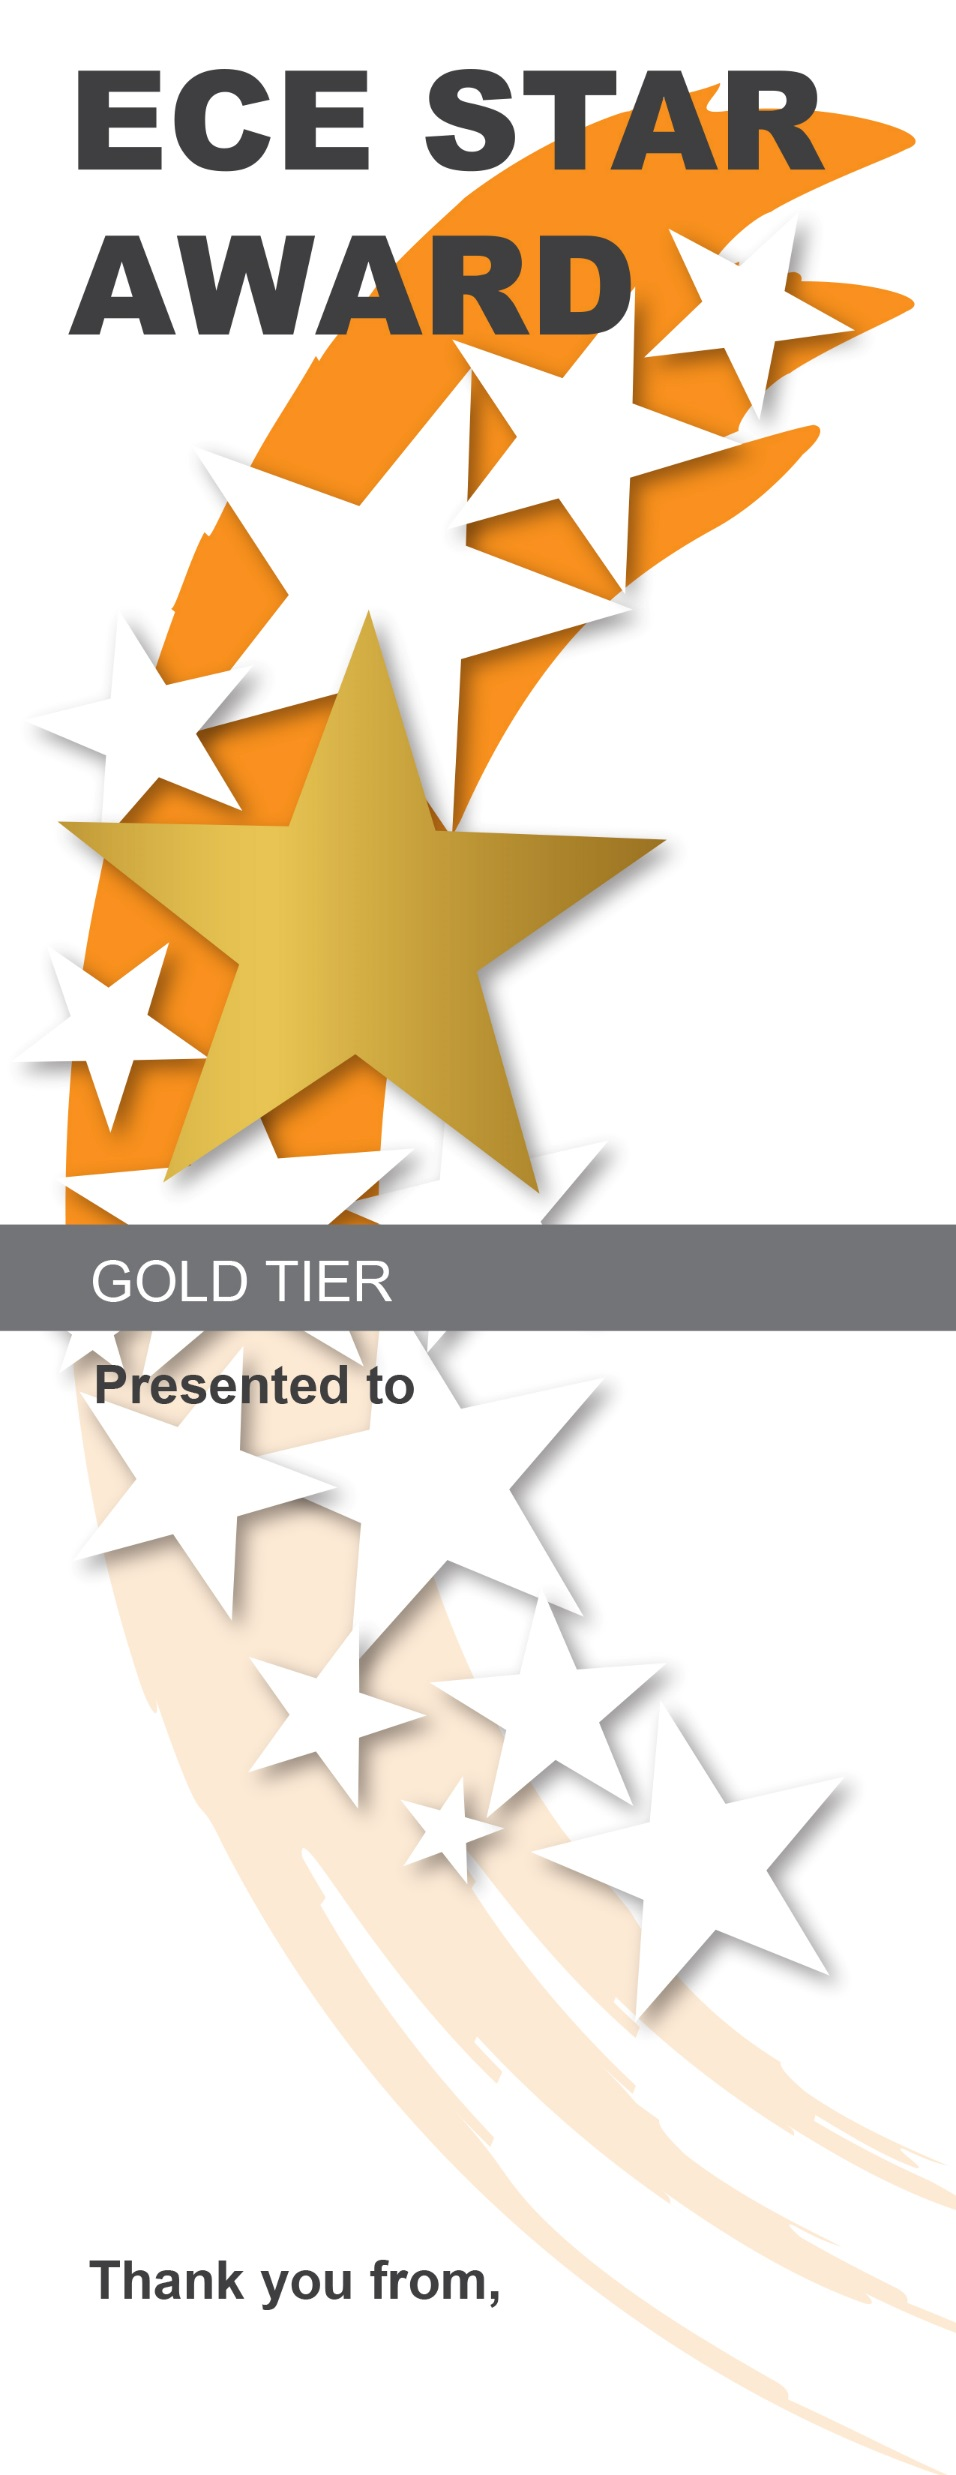 ECE STAR
AWARD
GOLD TIER
Presented to
Thank you from,